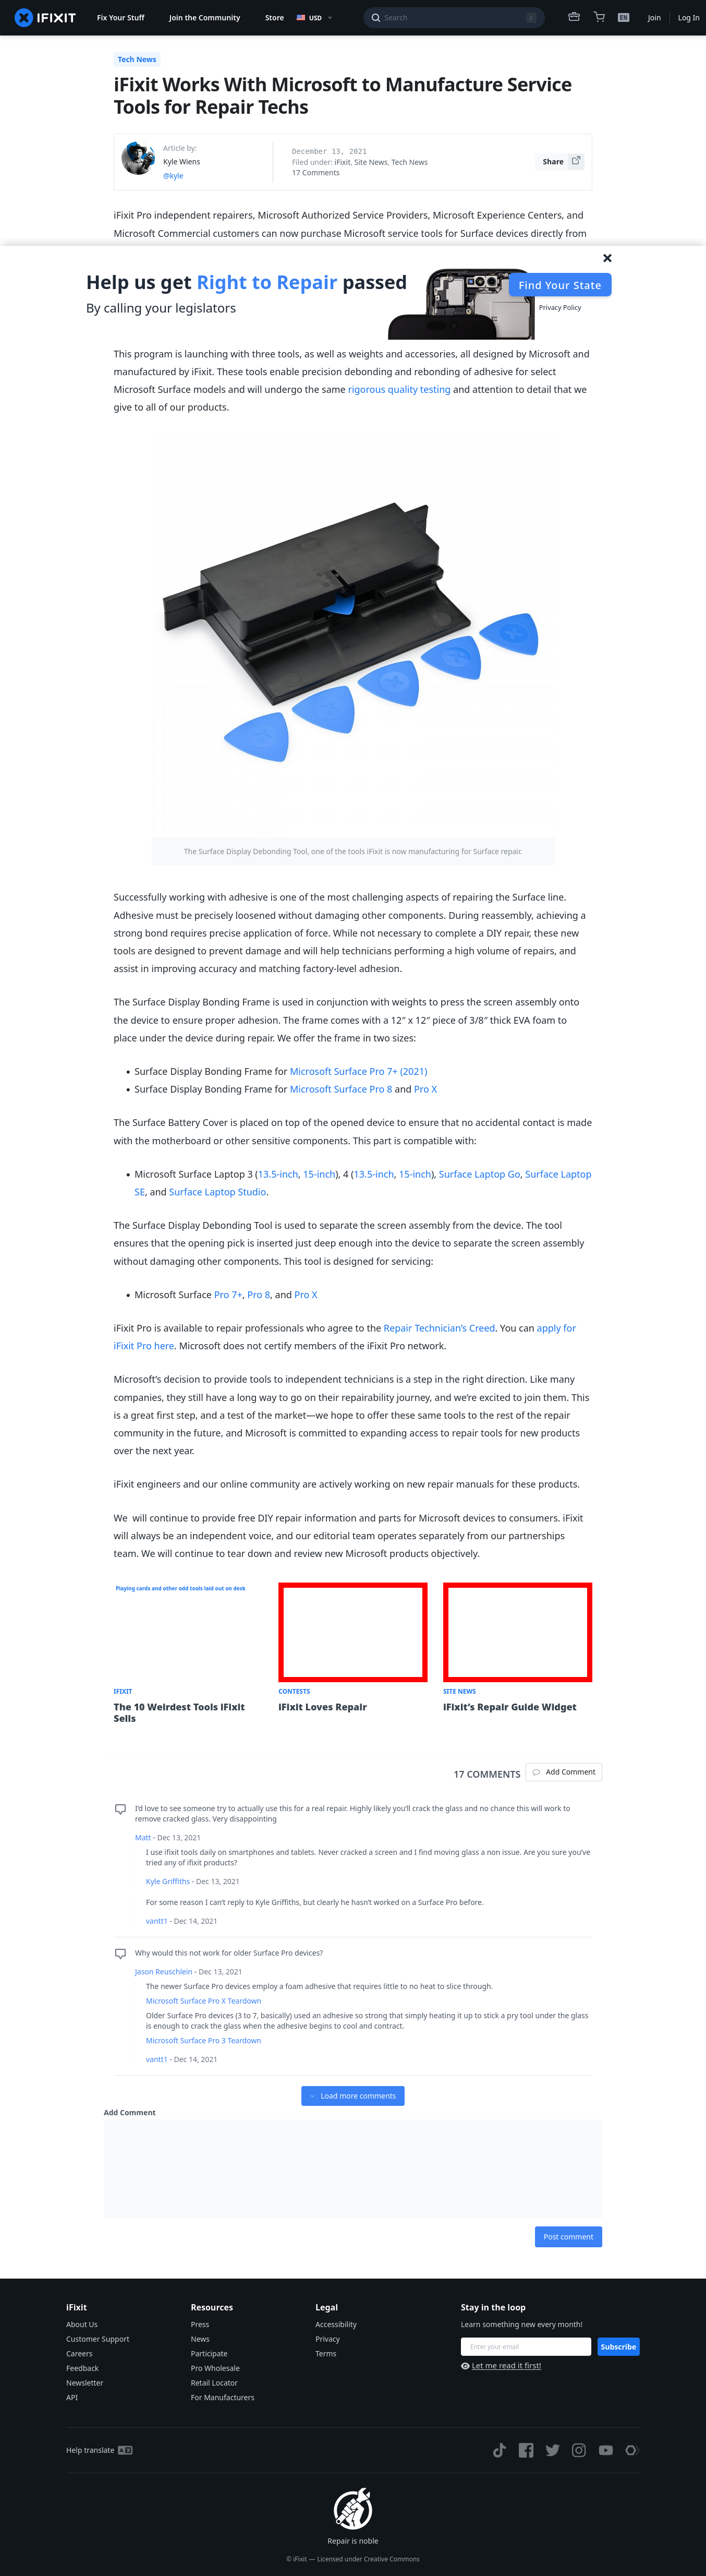 IFIXIT
Fix Your Stuff
Join the Community
Store
USD
Search
/
EN
Join
Log In
Tech News
iFixit Works With Microsoft to Manufacture Service
Tools for Repair Techs
Article by:
Kyle Wiens
@kyle
December 13, 2021
Filed under: iFixit, Site News, Tech News
17 Comments
Share
iFixit Pro independent repairers, Microsoft Authorized Service Providers, Microsoft Experience Centers, and
Microsoft Commercial customers can now purchase Microsoft service tools for Surface devices directly from
Help us get Right to Repair passed
By calling your legislators
Find Your State
Privacy Policy
This program is launching with three tools, as well as weights and accessories, all designed by Microsoft and
manufactured by iFixit. These tools enable precision debonding and rebonding of adhesive for select
Microsoft Surface models and will undergo the same rigorous quality testing and attention to detail that we
give to all of our products.
The Surface Display Debonding Tool, one of the tools iFixit is now manufacturing for Surface repair.
Successfully working with adhesive is one of the most challenging aspects of repairing the Surface line.
Adhesive must be precisely loosened without damaging other components. During reassembly, achieving a
strong bond requires precise application of force. While not necessary to complete a DIY repair, these new
tools are designed to prevent damage and will help technicians performing a high volume of repairs, and
assist in improving accuracy and matching factory-level adhesion.
The Surface Display Bonding Frame is used in conjunction with weights to press the screen assembly onto
the device to ensure proper adhesion. The frame comes with a 12″ x 12″ piece of 3/8″ thick EVA foam to
place under the device during repair. We offer the frame in two sizes:
• Surface Display Bonding Frame for Microsoft Surface Pro 7+ (2021)
• Surface Display Bonding Frame for Microsoft Surface Pro 8 and Pro X
The Surface Battery Cover is placed on top of the opened device to ensure that no accidental contact is made
with the motherboard or other sensitive components. This part is compatible with:
• Microsoft Surface Laptop 3 (13.5-inch, 15-inch), 4 (13.5-inch, 15-inch), Surface Laptop Go, Surface Laptop
SE, and Surface Laptop Studio.
The Surface Display Debonding Tool is used to separate the screen assembly from the device. The tool
ensures that the opening pick is inserted just deep enough into the device to separate the screen assembly
without damaging other components. This tool is designed for servicing:
• Microsoft Surface Pro 7+, Pro 8, and Pro X
iFixit Pro is available to repair professionals who agree to the Repair Technician's Creed. You can apply for
iFixit Pro here. Microsoft does not certify members of the iFixit Pro network.
Microsoft's decision to provide tools to independent technicians is a step in the right direction. Like many
companies, they still have a long way to go on their repairability journey, and we're excited to join them. This
is a great first step, and a test of the market—we hope to offer these same tools to the rest of the repair
community in the future, and Microsoft is committed to expanding access to repair tools for new products
over the next year.
iFixit engineers and our online community are actively working on new repair manuals for these products.
We  will continue to provide free DIY repair information and parts for Microsoft devices to consumers. iFixit
will always be an independent voice, and our editorial team operates separately from our partnerships
team. We will continue to tear down and review new Microsoft products objectively.
Playing cards and other odd tools laid out on desk
IFIXIT
The 10 Weirdest Tools iFixit
Sells
CONTESTS
iFixit Loves Repair
SITE NEWS
iFixit's Repair Guide Widget
17 COMMENTS
Add Comment
I'd love to see someone try to actually use this for a real repair. Highly likely you'll crack the glass and no chance this will work to
remove cracked glass. Very disappointing
Matt - Dec 13, 2021
I use ifixit tools daily on smartphones and tablets. Never cracked a screen and I find moving glass a non issue. Are you sure you've
tried any of ifixit products?
Kyle Griffiths - Dec 13, 2021
For some reason I can't reply to Kyle Griffiths, but clearly he hasn't worked on a Surface Pro before.
vantt1 - Dec 14, 2021
Why would this not work for older Surface Pro devices?
Jason Reuschlein - Dec 13, 2021
The newer Surface Pro devices employ a foam adhesive that requires little to no heat to slice through.
Microsoft Surface Pro X Teardown
Older Surface Pro devices (3 to 7, basically) used an adhesive so strong that simply heating it up to stick a pry tool under the glass
is enough to crack the glass when the adhesive begins to cool and contract.
Microsoft Surface Pro 3 Teardown
vantt1 - Dec 14, 2021
Load more comments
Add Comment
Post comment
iFixit
About Us
Customer Support
Careers
Feedback
Newsletter
API
Resources
Press
News
Participate
Pro Wholesale
Retail Locator
For Manufacturers
Legal
Accessibility
Privacy
Terms
Stay in the loop
Learn something new every month!
Enter your email
Subscribe
Let me read it first!
Help translate
Repair is noble
© iFixit — Licensed under Creative Commons